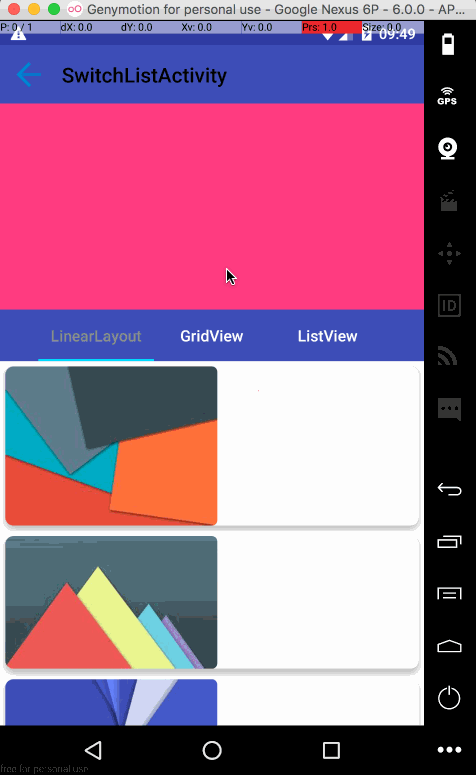 Genymotion for personal use - Google Nexus 6P - 6.0.0 - AP...
P: 0 / 1 dX: 0.0 dY: 0.0 Xv: 0.0 Yv: 0.0 Prs: 1.0 Size: 0.0
09:49
SwitchListActivity
GPS
ID
LinearLayout GridView ListView
free for personal use